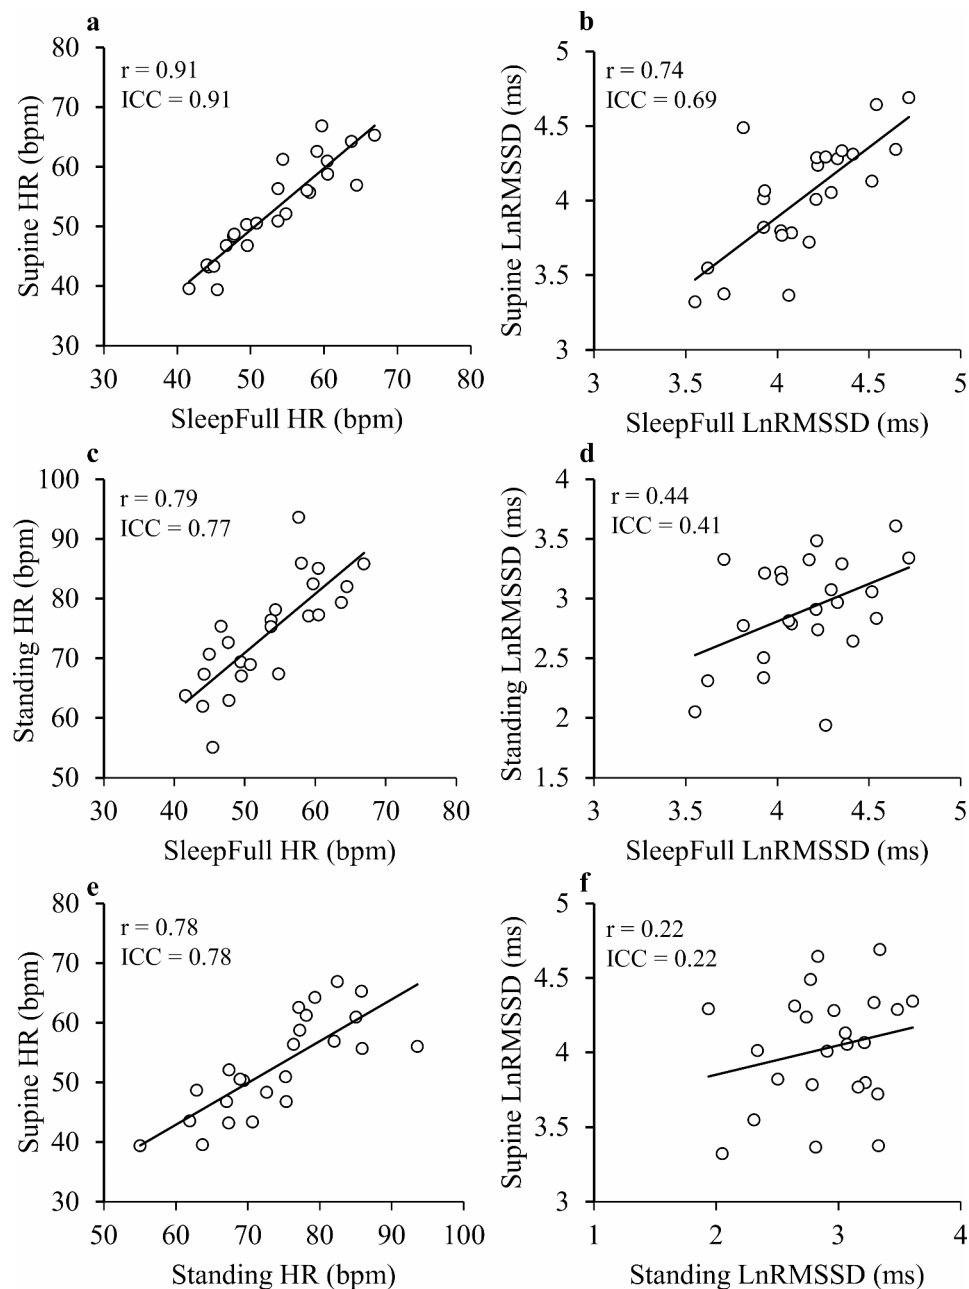 a
r = 0.91
ICC = 0.91
80
70
60
50
40
30
30 40 50 60 70 80
Supine HR (bpm)
SleepFull HR (bpm)
b
r = 0.74
ICC = 0.69
5
4.5
4
3.5
3
3 3.5 4 4.5 5
Supine LnRMSSD (ms)
SleepFull LnRMSSD (ms)
c
r = 0.79
ICC = 0.77
100
90
80
70
60
50
30 40 50 60 70 80
Standing HR (bpm)
SleepFull HR (bpm)
d
r = 0.44
ICC = 0.41
4
3.5
3
2.5
2
1.5
3 3.5 4 4.5 5
Standing LnRMSSD (ms)
SleepFull LnRMSSD (ms)
e
r = 0.78
ICC = 0.78
80
70
60
50
40
30
50 60 70 80 90 100
Supine HR (bpm)
Standing HR (bpm)
f
r = 0.22
ICC = 0.22
5
4.5
4
3.5
3
1 2 3 4
Supine LnRMSSD (ms)
Standing LnRMSSD (ms)